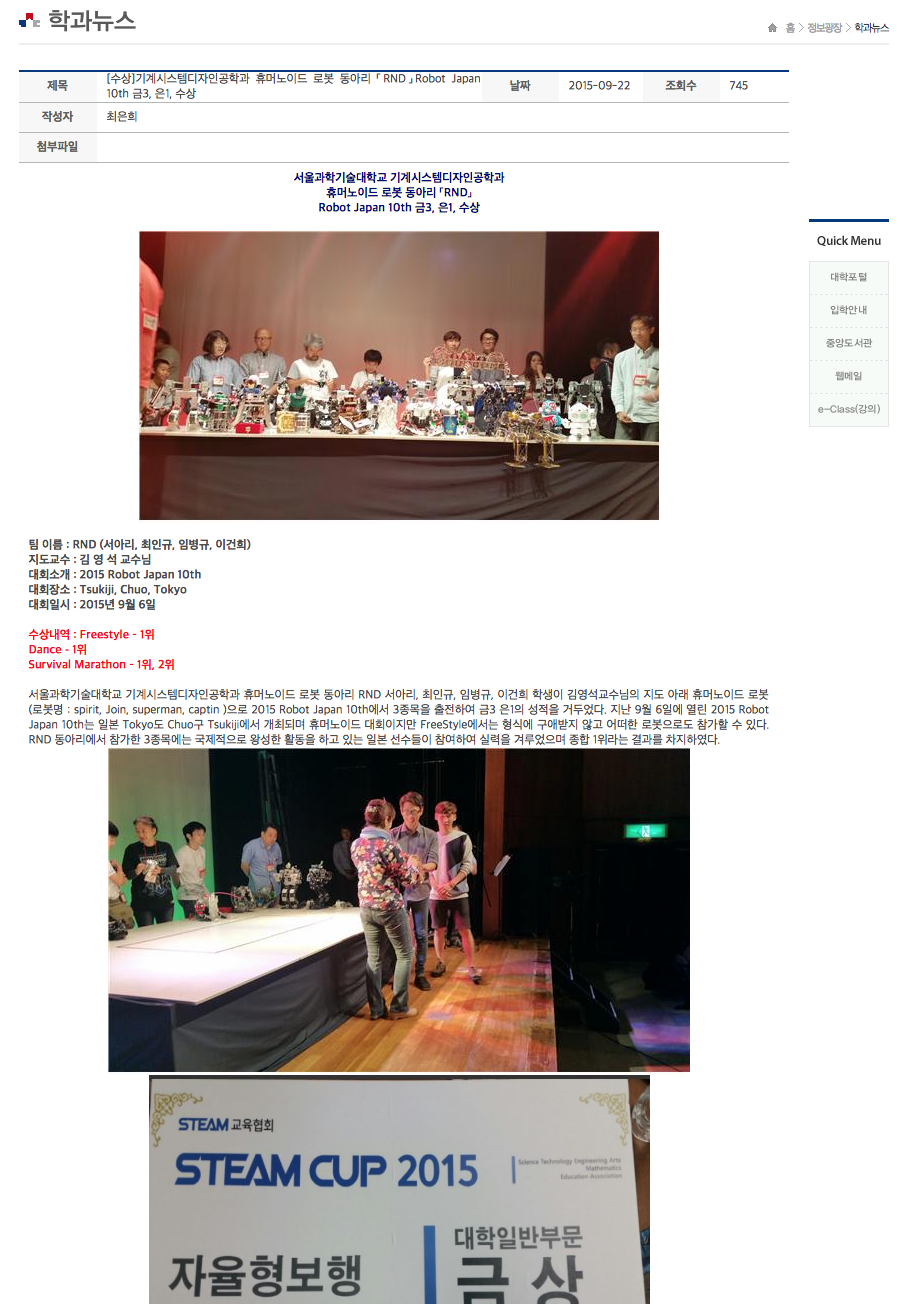 학과뉴스
홈 > 정보광장 > 학과뉴스
제목
[수상]기계시스템디자인공학과 휴머노이드 로봇 동아리 「RND」Robot Japan
10th 금3, 은1, 수상
날짜
2015-09-22
조회수
745
작성자
최은희
첨부파일
서울과학기술대학교 기계시스템디자인공학과
휴머노이드 로봇 동아리 「RND」
Robot Japan 10th 금3, 은1, 수상
Quick Menu
대학포털
입학안내
중앙도서관
웹메일
e-Class(강의)
팀 이름 : RND (서아리, 최인규, 임병규, 이건희)
지도교수 : 김 영 석 교수님
대회소개 : 2015 Robot Japan 10th
대회장소 : Tsukiji, Chuo, Tokyo
대회일시 : 2015년 9월 6일
수상내역 : Freestyle - 1위
Dance - 1위
Survival Marathon - 1위, 2위
서울과학기술대학교 기계시스템디자인공학과 휴머노이드 로봇 동아리 RND 서아리, 최인규, 임병규, 이건희 학생이 김영석교수님의 지도 아래 휴머노이드 로봇
(로봇명 : spirit, Join, superman, captin )으로 2015 Robot Japan 10th에서 3종목을 출전하여 금3 은1의 성적을 거두었다. 지난 9월 6일에 열린 2015 Robot
Japan 10th는 일본 Tokyo도 Chuo구 Tsukiji에서 개최되며 휴머노이드 대회이지만 FreeStyle에서는 형식에 구애받지 않고 어떠한 로봇으로도 참가할 수 있다.
RND 동아리에서 참가한 3종목에는 국제적으로 왕성한 활동을 하고 있는 일본 선수들이 참여하여 실력을 겨루었으며 종합 1위라는 결과를 차지하였다.
STEAM 교육협회
STEAM CUP 2015
Science Technology Engineering Arts
Mathematics
Education Association
대학일반부문
자율형보행
금상